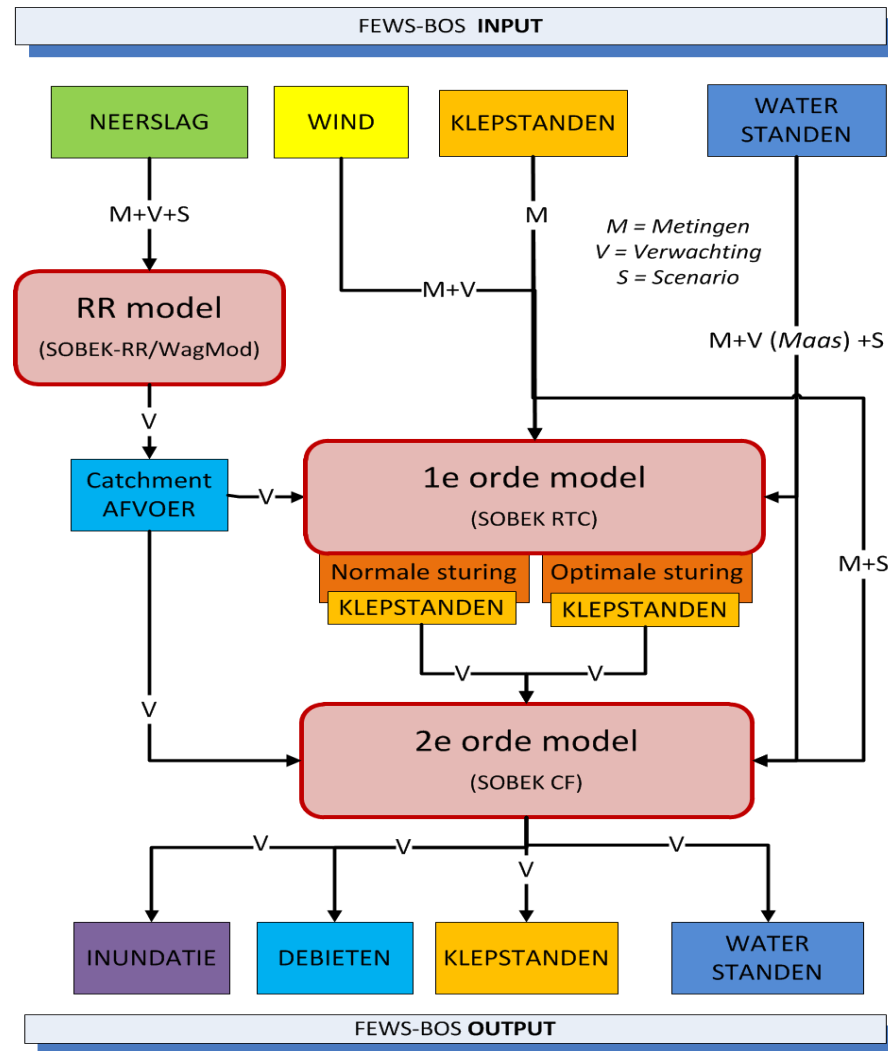 FEWS-BOS INPUT
NEERSLAG
WIND
KLEPSTANDEN
WATER
STANDEN
M+V+S
M
M = Metingen
V = Verwachting
S = Scenario
M+V
RR model
(SOBEK-RR/WagMod)
M+V (Maas) +S
V
Catchment
AFVOER
V
1e orde model
(SOBEK RTC)
M+S
Normale sturing
Optimale sturing
KLEPSTANDEN
KLEPSTANDEN
V
V
V
2e orde model
(SOBEK CF)
V
V
V
V
INUNDATIE
DEBIETEN
KLEPSTANDEN
WATER
STANDEN
FEWS-BOS OUTPUT